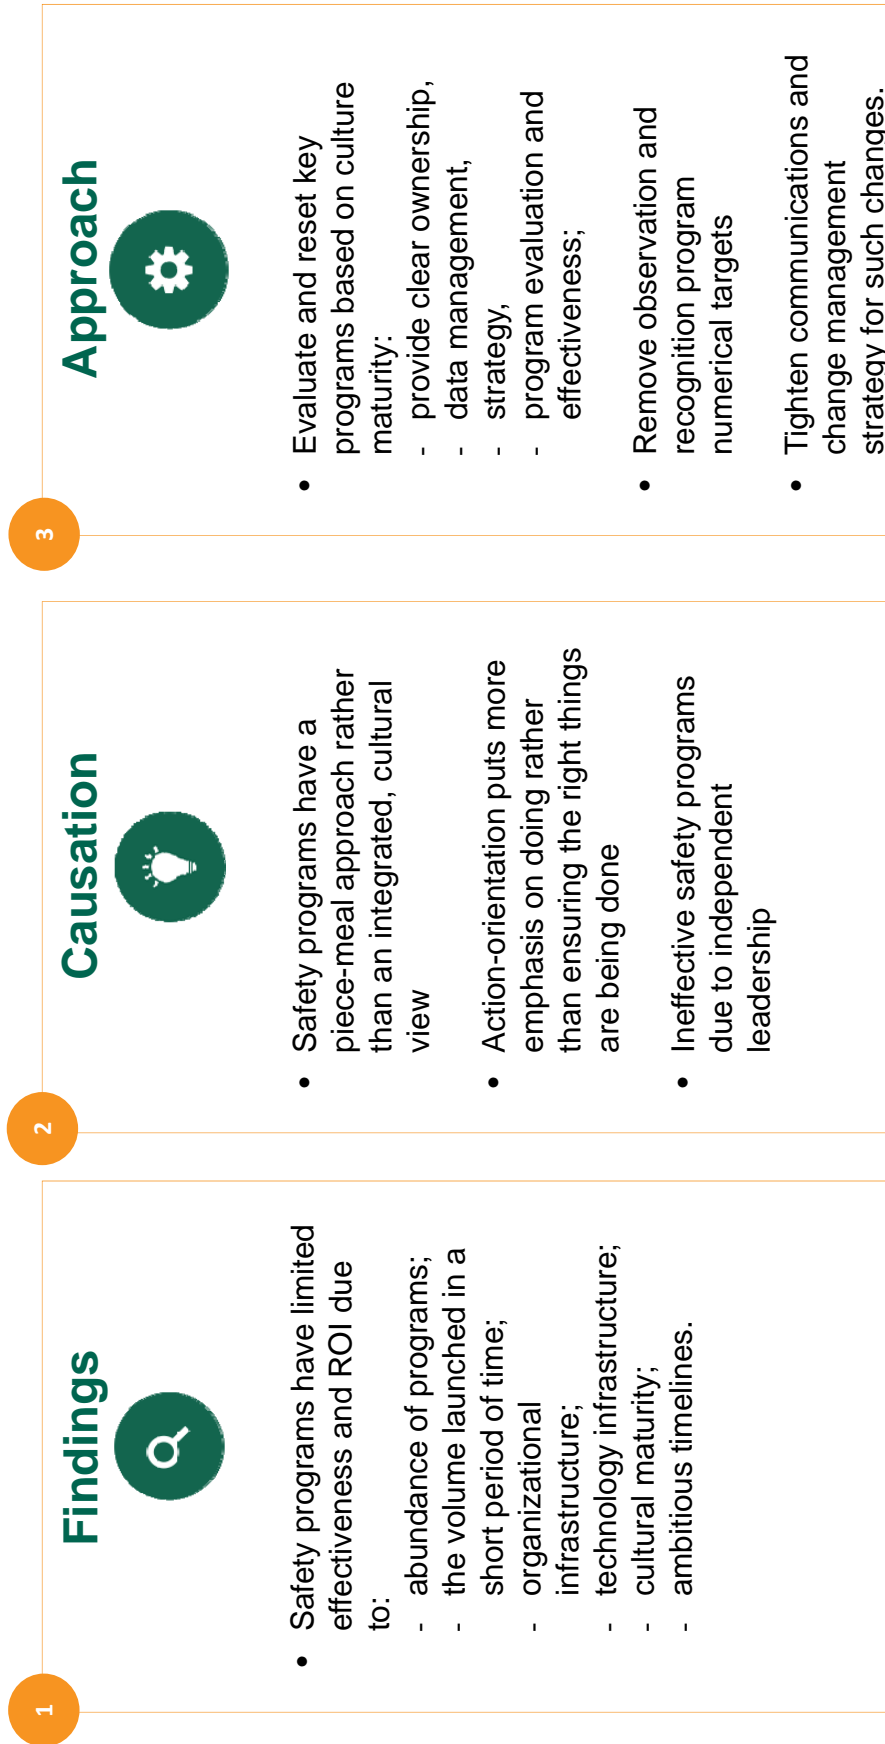 1
Findings
• Safety programs have limited
effectiveness and ROI due
to:
- abundance of programs;
- the volume launched in a
short period of time;
- organizational
infrastructure;
- technology infrastructure;
- cultural maturity;
- ambitious timelines.
2
Causation
• Safety programs have a
piece-meal approach rather
than an integrated, cultural
view
• Action-orientation puts more
emphasis on doing rather
than ensuring the right things
are being done
• Ineffective safety programs
due to independent
leadership
3
Approach
• Evaluate and reset key
programs based on culture
maturity:
- provide clear ownership,
- data management,
- strategy,
- program evaluation and
effectiveness;
• Remove observation and
recognition program
numerical targets
• Tighten communications and
change management
strategy for such changes.